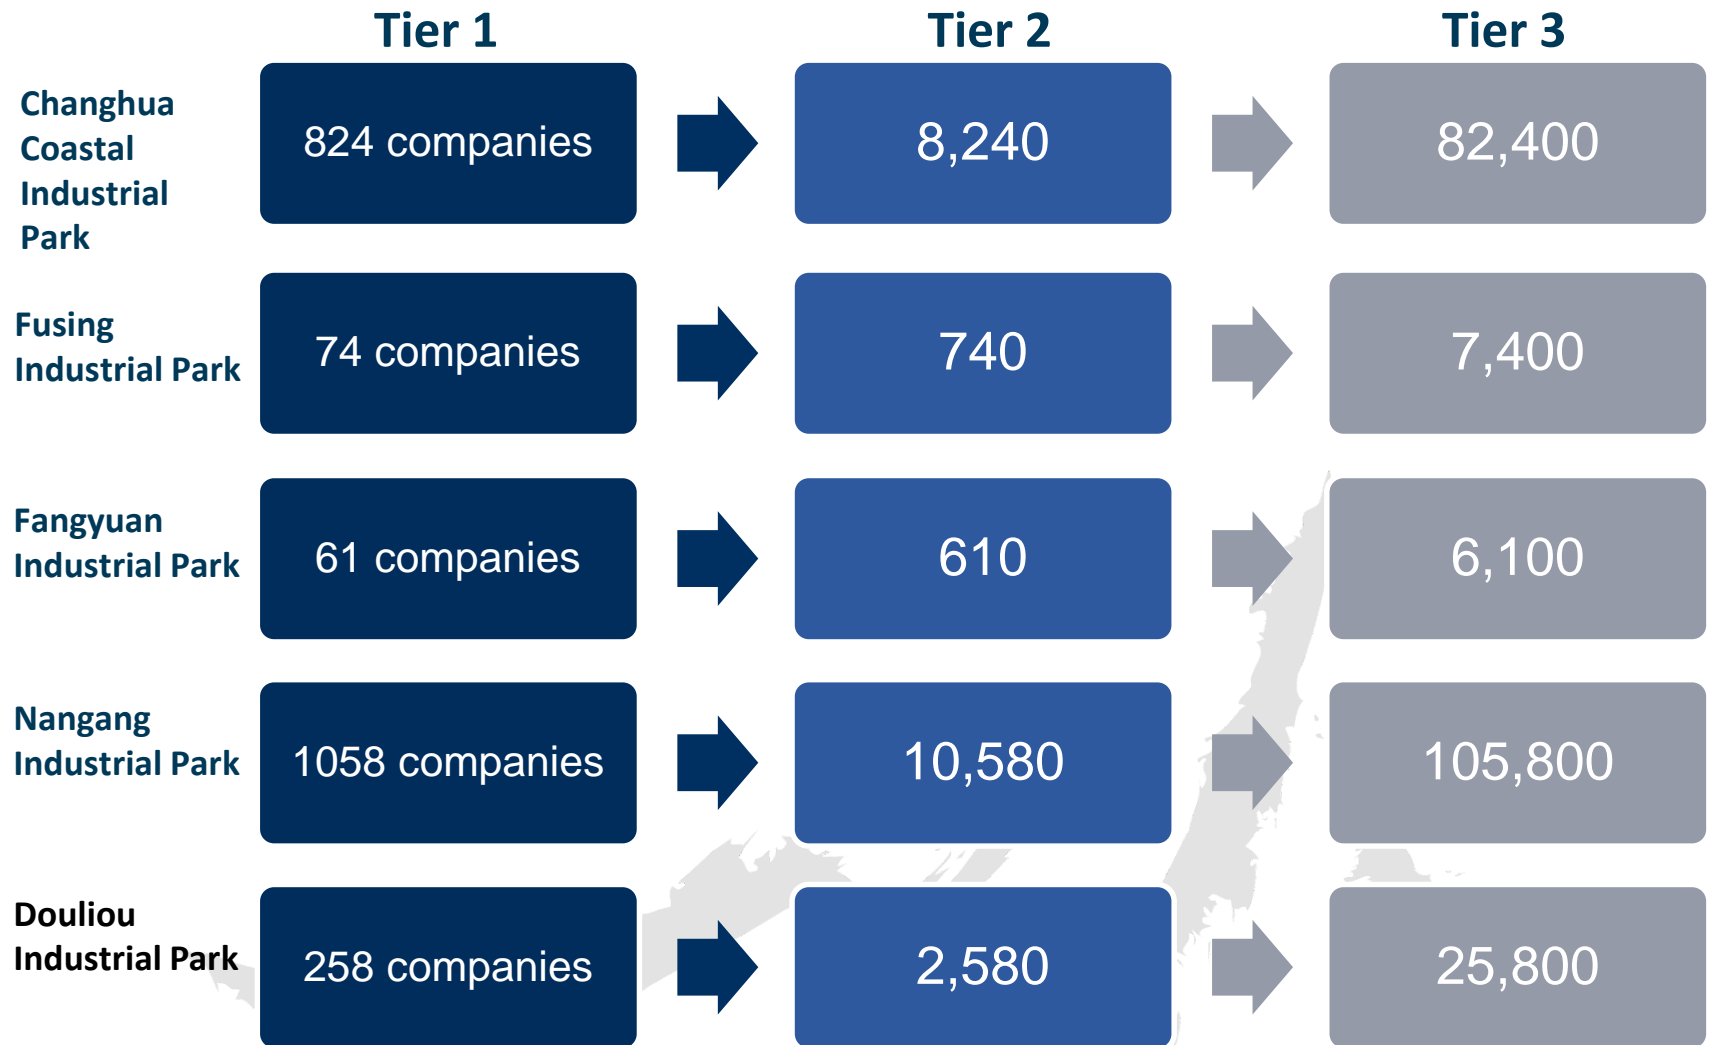 Tier 1
Tier 2
Tier 3
Changhua
Coastal
Industrial
Park
824 companies
8,240
82,400
Fusing
Industrial Park
74 companies
740
7,400
Fangyuan
Industrial Park
61 companies
610
6,100
Nangang
Industrial Park
1058 companies
10,580
105,800
Douliou
Industrial Park
258 companies
2,580
25,800